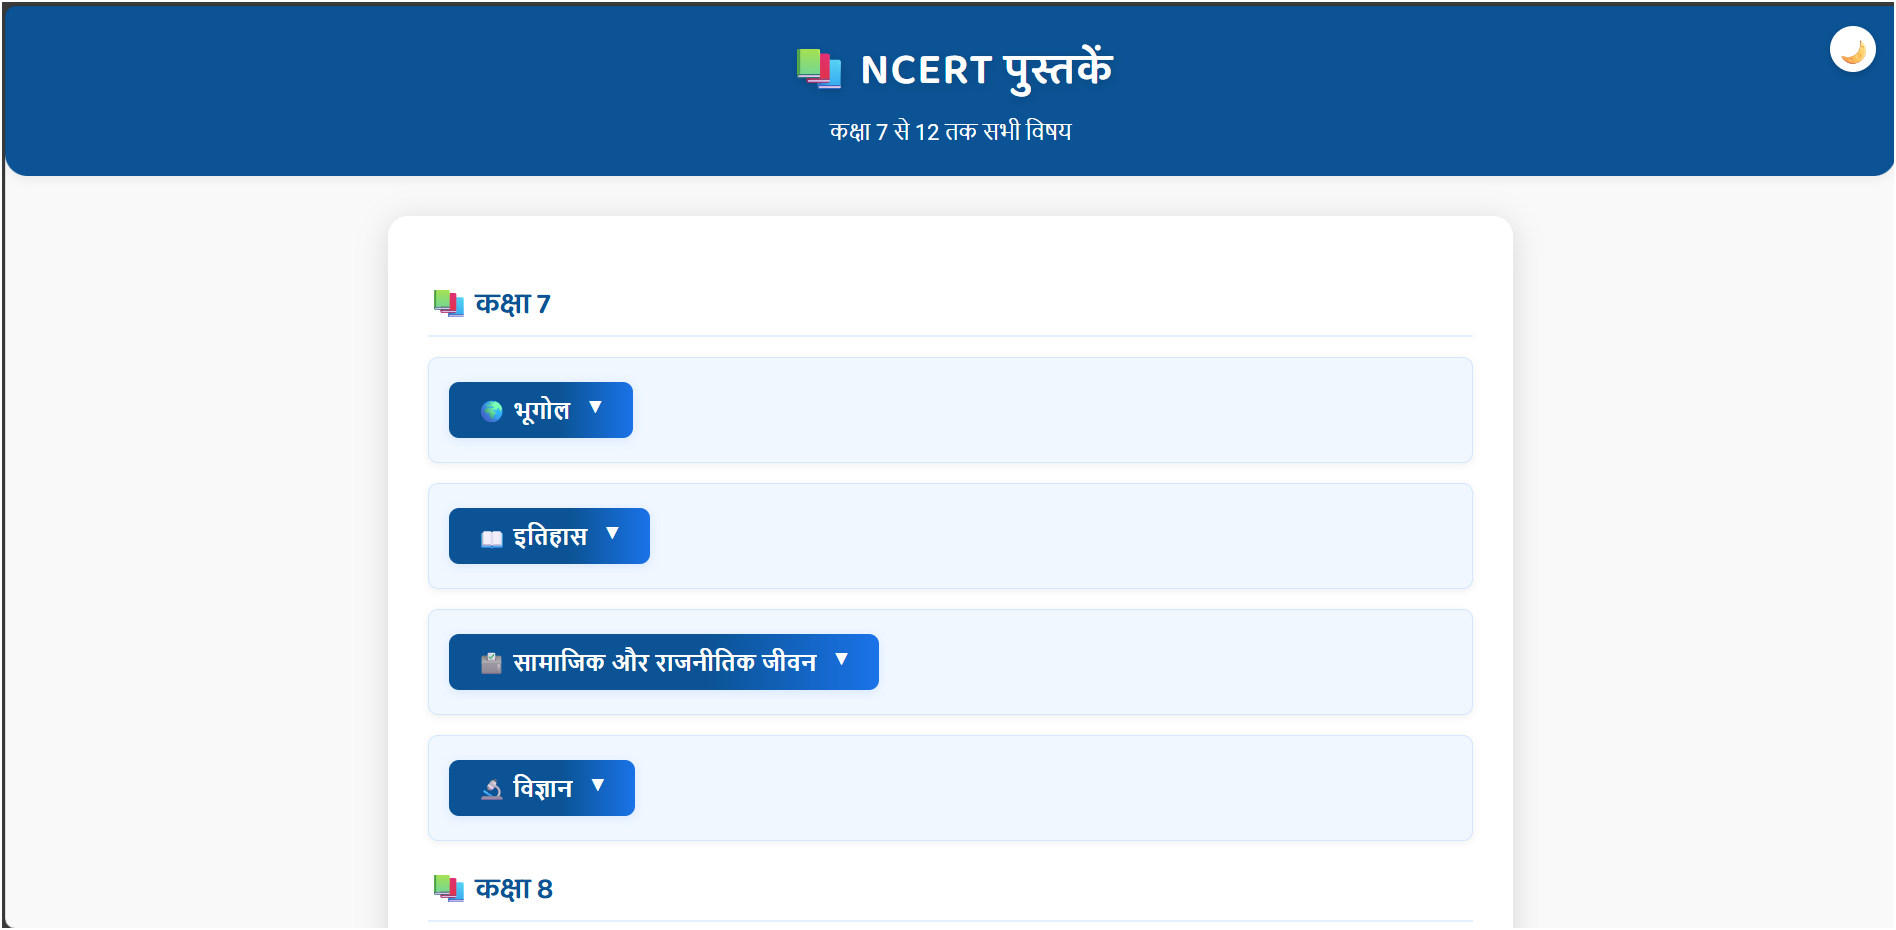 NCERT पुस्तकें
कक्षा 7 से 12 तक सभी विषय
कक्षा 7
भूगोल ▼
इतिहास ▼
सामाजिक और राजनीतिक जीवन ▼
विज्ञान ▼
कक्षा 8